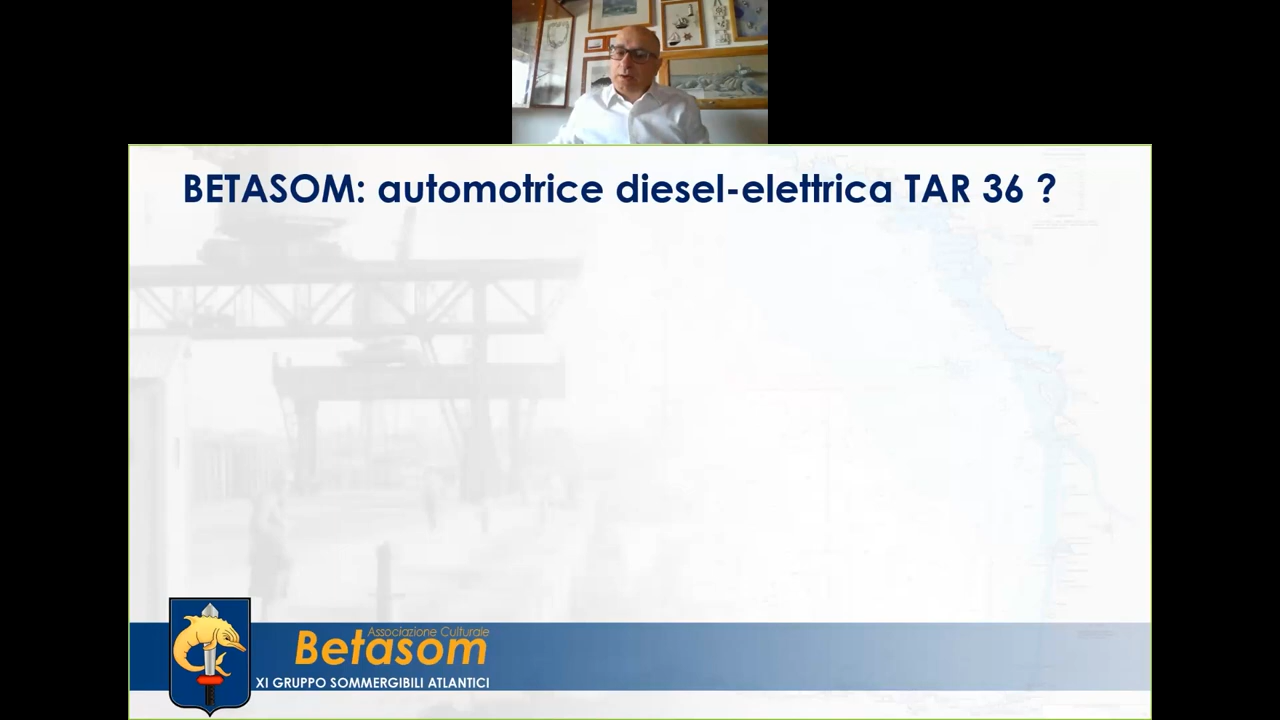 BETASOM: automotrice diesel-elettrica TAR 36 ?
Associazione Culturale
Betasom
XI GRUPPO SOMMERGIBILI ATLANTICI